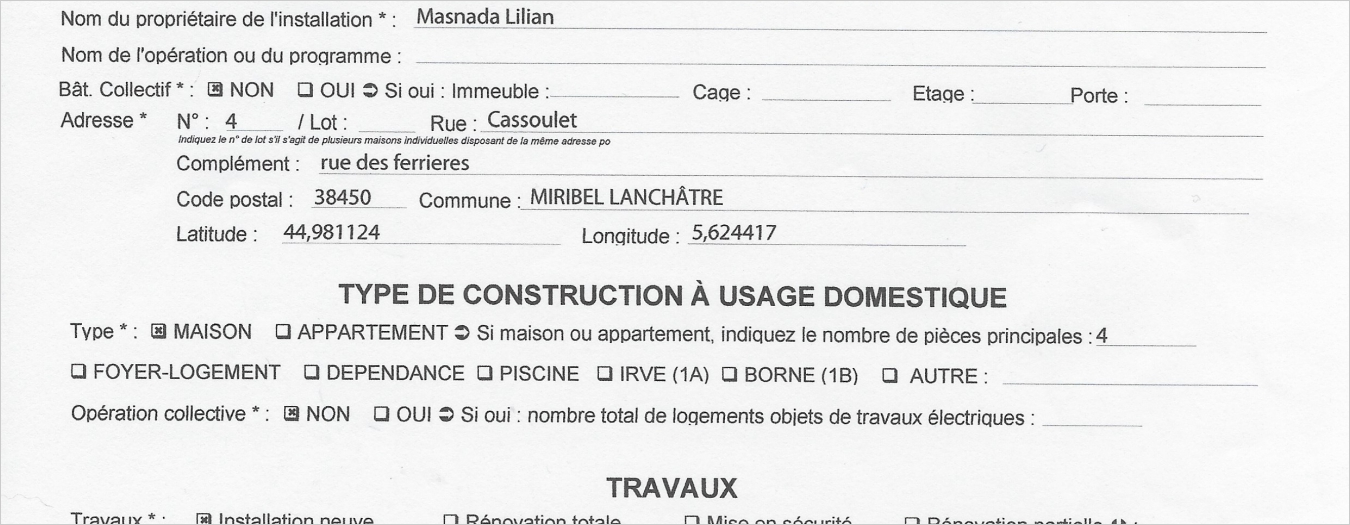 Nom du propriétaire de l'installation * : Masnada Lilian
Nom de l'opération ou du programme :
Bât. Collectif * : ☒ NON ❑ OUI ➲ Si oui : Immeuble : Cage : Etage : Porte :
Adresse * N° : 4 / Lot : Rue : Cassoulet
Indiquez le n° de lot s'il s'agit de plusieurs maisons individuelles disposant de la même adresse po
Complément : rue des ferrieres
Code postal : 38450 Commune : MIRIBEL LANCHÂTRE
Latitude : 44,981124 Longitude : 5,624417
TYPE DE CONSTRUCTION À USAGE DOMESTIQUE
Type * : ☒ MAISON ❑ APPARTEMENT ➲ Si maison ou appartement, indiquez le nombre de pièces principales : 4
❑ FOYER-LOGEMENT ❑ DEPENDANCE ❑ PISCINE ❑ IRVE (1A) ❑ BORNE (1B) ❑ AUTRE :
Opération collective * : ☒ NON ❑ OUI ➲ Si oui : nombre total de logements objets de travaux électriques :
TRAVAUX
Travaux * : ☒ Installation neuve ❑ Rénovation totale ❑ Mise en sécurité ❑ Rénovation partielle